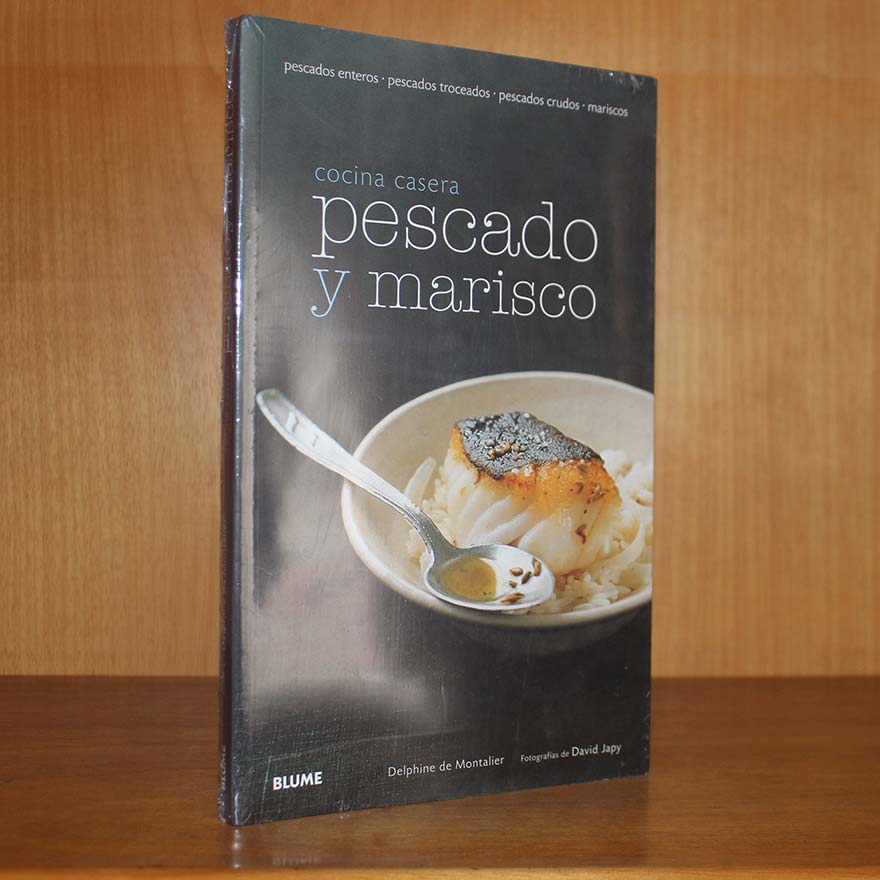 pescados enteros · pescados troceados · pescados crudos · mariscos
cocina casera
pescado
y marisco
Delphine de Montalier
Fotografías de David Japy
BLUME
BLUME